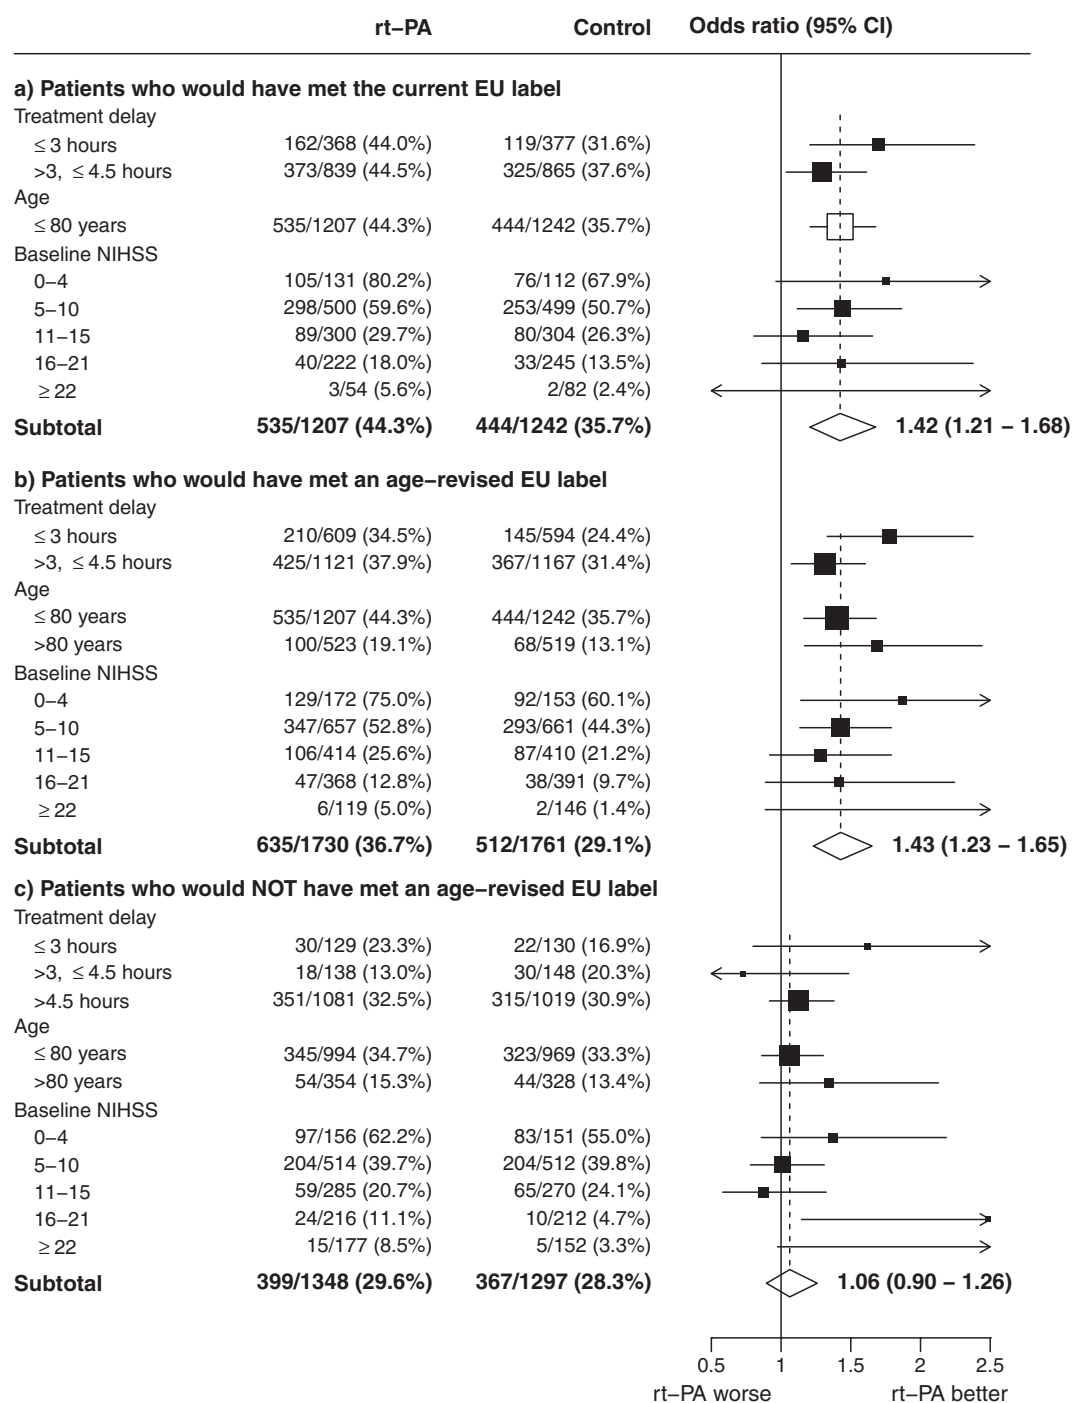 rt−PA Control Odds ratio (95% CI)
a) Patients who would have met the current EU label
Treatment delay
≤ 3 hours 162/368 (44.0%) 119/377 (31.6%)
>3, ≤ 4.5 hours 373/839 (44.5%) 325/865 (37.6%)
Age
≤ 80 years 535/1207 (44.3%) 444/1242 (35.7%)
Baseline NIHSS
0−4 105/131 (80.2%) 76/112 (67.9%)
5−10 298/500 (59.6%) 253/499 (50.7%)
11−15 89/300 (29.7%) 80/304 (26.3%)
16−21 40/222 (18.0%) 33/245 (13.5%)
≥ 22 3/54 (5.6%) 2/82 (2.4%)
Subtotal 535/1207 (44.3%) 444/1242 (35.7%) 1.42 (1.21 − 1.68)
b) Patients who would have met an age−revised EU label
Treatment delay
≤ 3 hours 210/609 (34.5%) 145/594 (24.4%)
>3, ≤ 4.5 hours 425/1121 (37.9%) 367/1167 (31.4%)
Age
≤ 80 years 535/1207 (44.3%) 444/1242 (35.7%)
>80 years 100/523 (19.1%) 68/519 (13.1%)
Baseline NIHSS
0−4 129/172 (75.0%) 92/153 (60.1%)
5−10 347/657 (52.8%) 293/661 (44.3%)
11−15 106/414 (25.6%) 87/410 (21.2%)
16−21 47/368 (12.8%) 38/391 (9.7%)
≥ 22 6/119 (5.0%) 2/146 (1.4%)
Subtotal 635/1730 (36.7%) 512/1761 (29.1%) 1.43 (1.23 − 1.65)
c) Patients who would NOT have met an age−revised EU label
Treatment delay
≤ 3 hours 30/129 (23.3%) 22/130 (16.9%)
>3, ≤ 4.5 hours 18/138 (13.0%) 30/148 (20.3%)
>4.5 hours 351/1081 (32.5%) 315/1019 (30.9%)
Age
≤ 80 years 345/994 (34.7%) 323/969 (33.3%)
>80 years 54/354 (15.3%) 44/328 (13.4%)
Baseline NIHSS
0−4 97/156 (62.2%) 83/151 (55.0%)
5−10 204/514 (39.7%) 204/512 (39.8%)
11−15 59/285 (20.7%) 65/270 (24.1%)
16−21 24/216 (11.1%) 10/212 (4.7%)
≥ 22 15/177 (8.5%) 5/152 (3.3%)
Subtotal 399/1348 (29.6%) 367/1297 (28.3%) 1.06 (0.90 − 1.26)
0.5 1 1.5 2 2.5
rt−PA worse rt−PA better